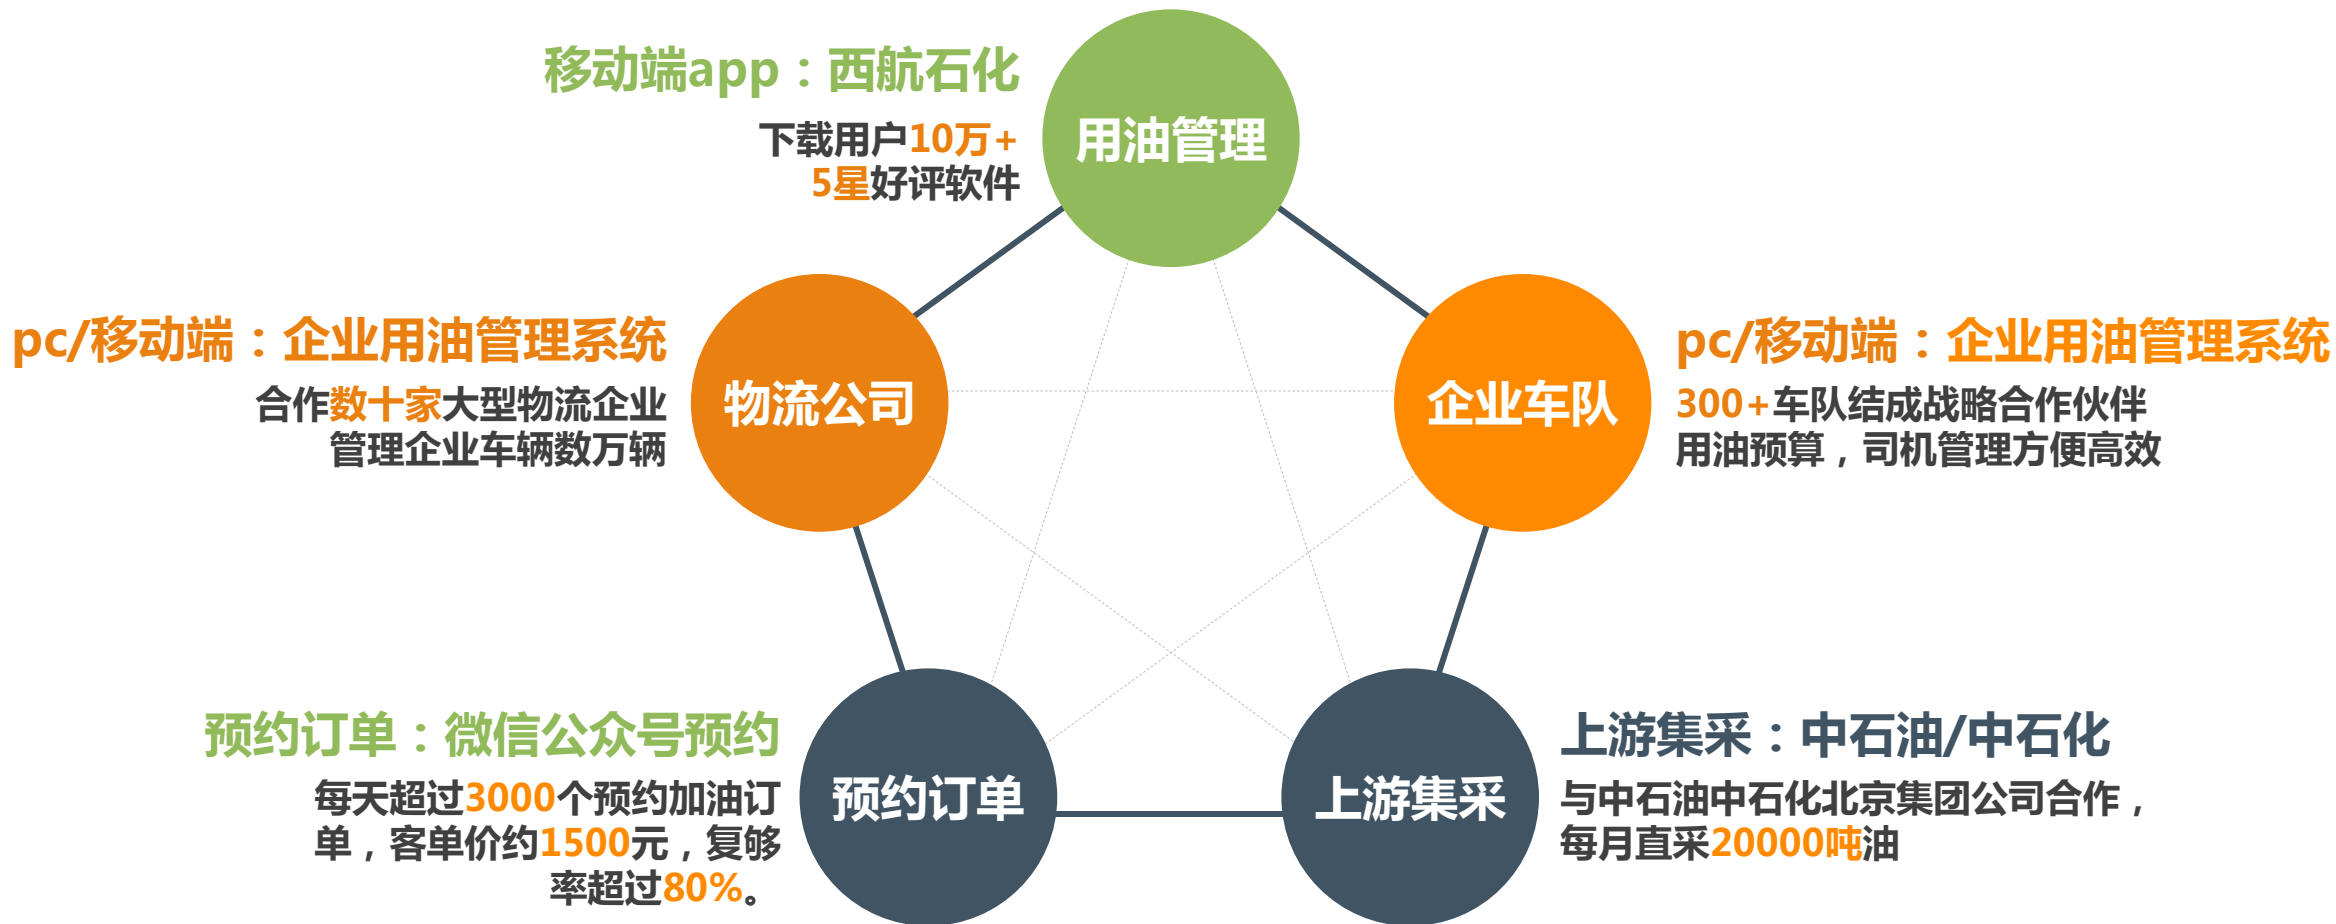 移动端app：西航石化
下载用户10万+
5星好评软件
用油管理
pc/移动端：企业用油管理系统
合作数十家大型物流企业
管理企业车辆数万辆
物流公司
企业车队
pc/移动端：企业用油管理系统
300+车队结成战略合作伙伴
用油预算，司机管理方便高效
预约订单：微信公众号预约
每天超过3000个预约加油订
单，客单价约1500元，复够
率超过80%。
预约订单
上游集采
上游集采：中石油/中石化
与中石油中石化北京集团公司合作，
每月直采20000吨油